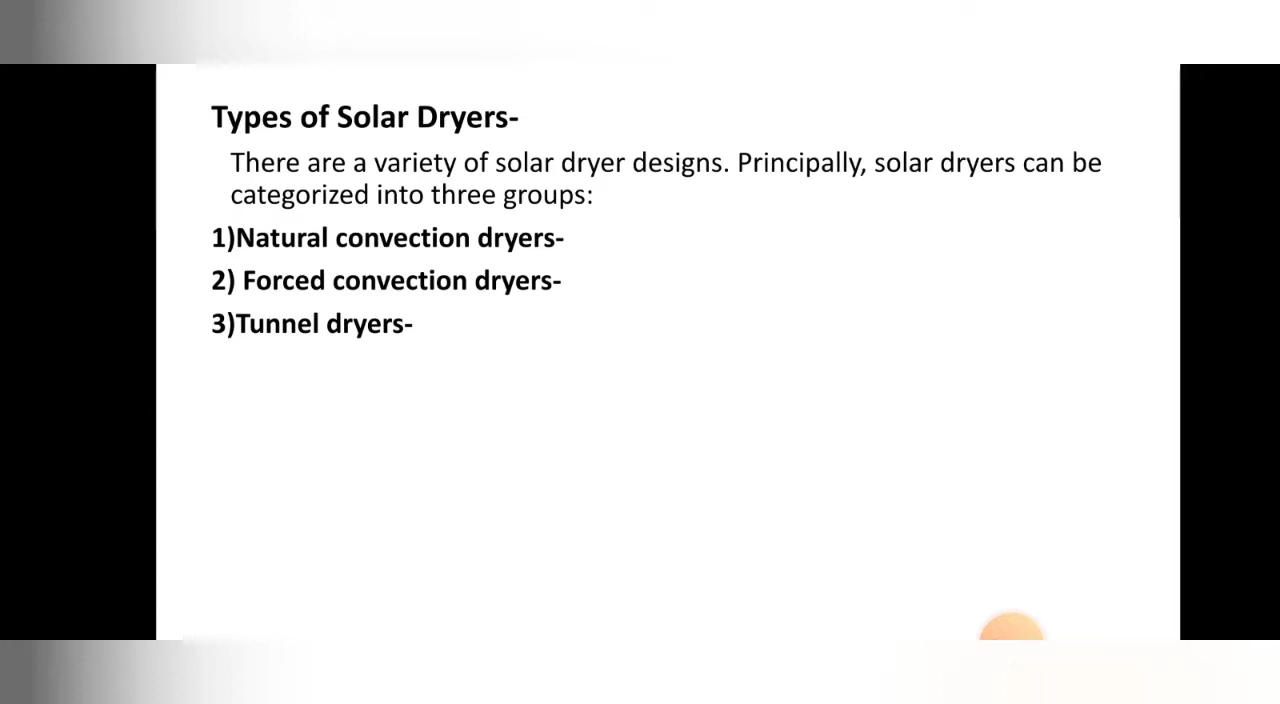 Types of Solar Dryers-
There are a variety of solar dryer designs. Principally, solar dryers can be
categorized into three groups:
1)Natural convection dryers-
2) Forced convection dryers-
3)Tunnel dryers-